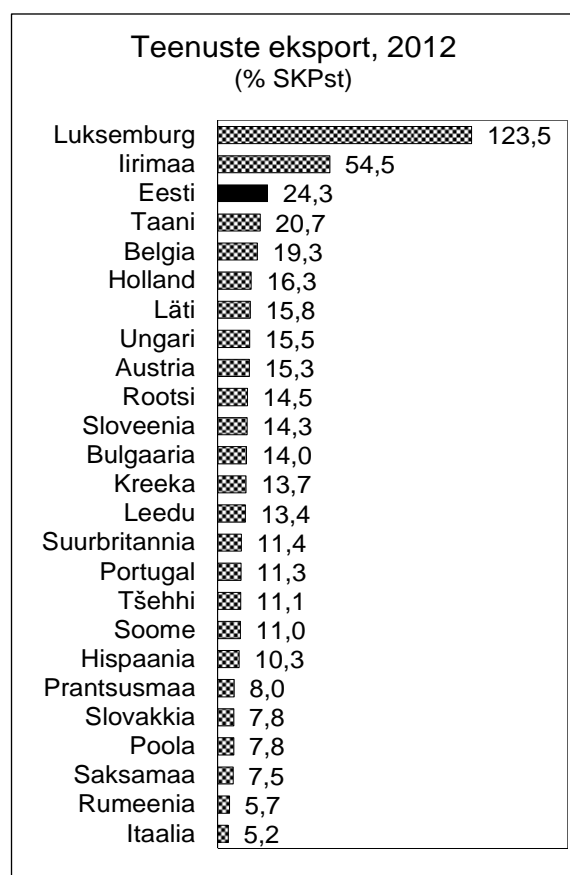 Teenuste eksport, 2012
(% SKPst)
Luksemburg 123,5
Iirimaa 54,5
Eesti 24,3
Taani 20,7
Belgia 19,3
Holland 16,3
Läti 15,8
Ungari 15,5
Austria 15,3
Rootsi 14,5
Sloveenia 14,3
Bulgaaria 14,0
Kreeka 13,7
Leedu 13,4
Suurbritannia 11,4
Portugal 11,3
Tšehhi 11,1
Soome 11,0
Hispaania 10,3
Prantsusmaa 8,0
Slovakkia 7,8
Poola 7,8
Saksamaa 7,5
Rumeenia 5,7
Itaalia 5,2